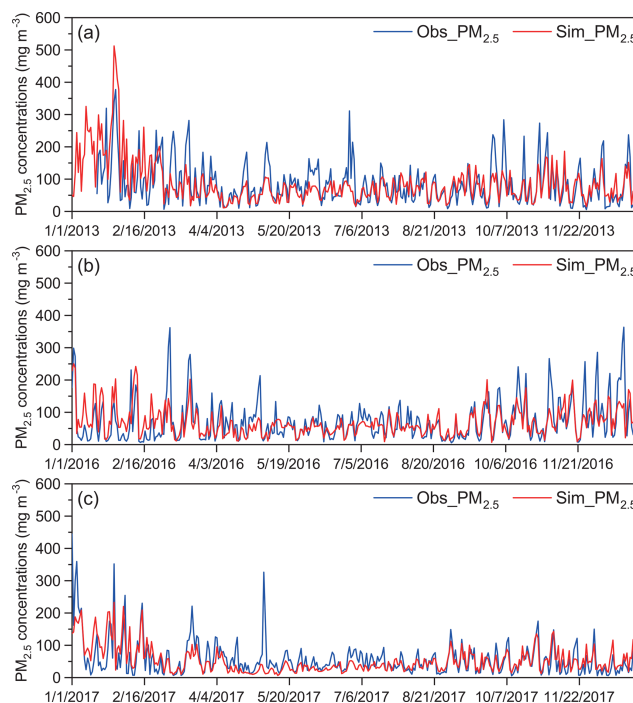 (a) Obs_PM2.5 Sim_PM2.5
PM2.5 concentrations (mg m-3)
600
500
400
300
200
100
0
1/1/2013 2/16/2013 4/4/2013 5/20/2013 7/6/2013 8/21/2013 10/7/2013 11/22/2013
(b) Obs_PM2.5 Sim_PM2.5
PM2.5 concentrations (mg m-3)
600
500
400
300
200
100
0
1/1/2016 2/16/2016 4/3/2016 5/19/2016 7/5/2016 8/20/2016 10/6/2016 11/21/2016
(c) Obs_PM2.5 Sim_PM2.5
PM2.5 concentrations (mg m-3)
600
500
400
300
200
100
0
1/1/2017 2/16/2017 4/4/2017 5/20/2017 7/6/2017 8/21/2017 10/7/2017 11/22/2017